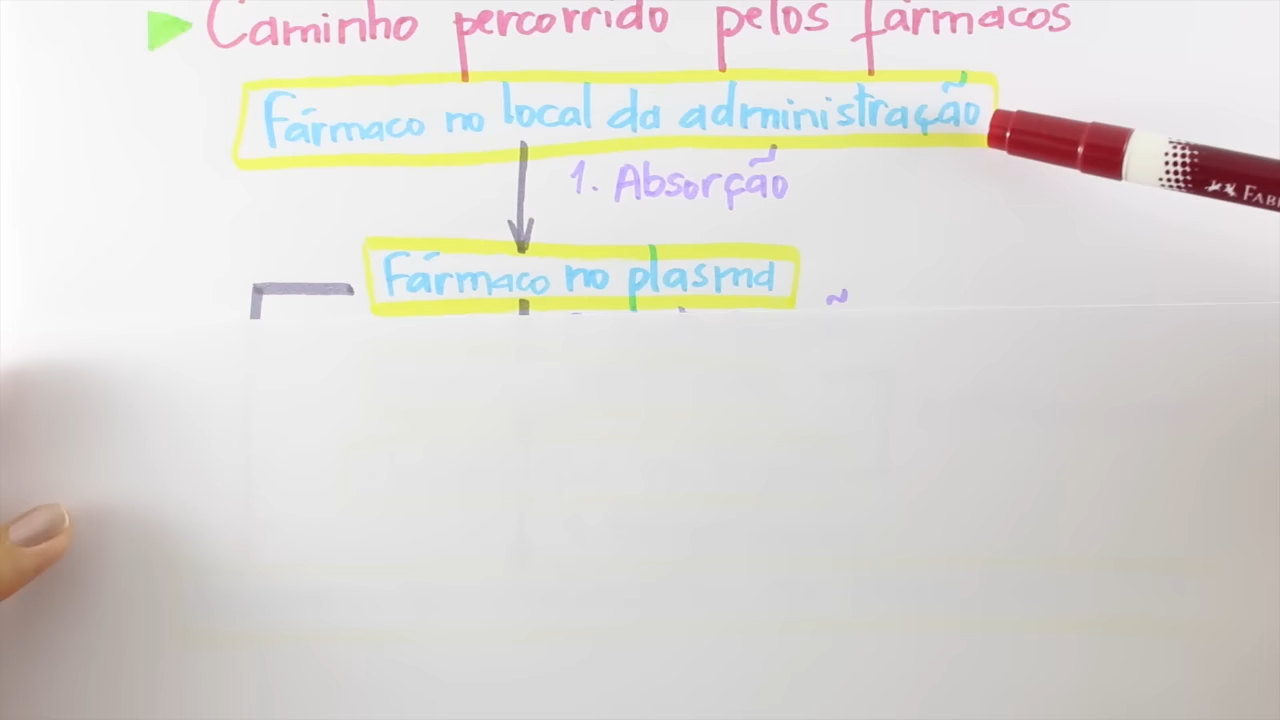 Caminho percorrido pelos fármacos
Fármaco no local da administração
1. Absorção
Fármaco no plasma